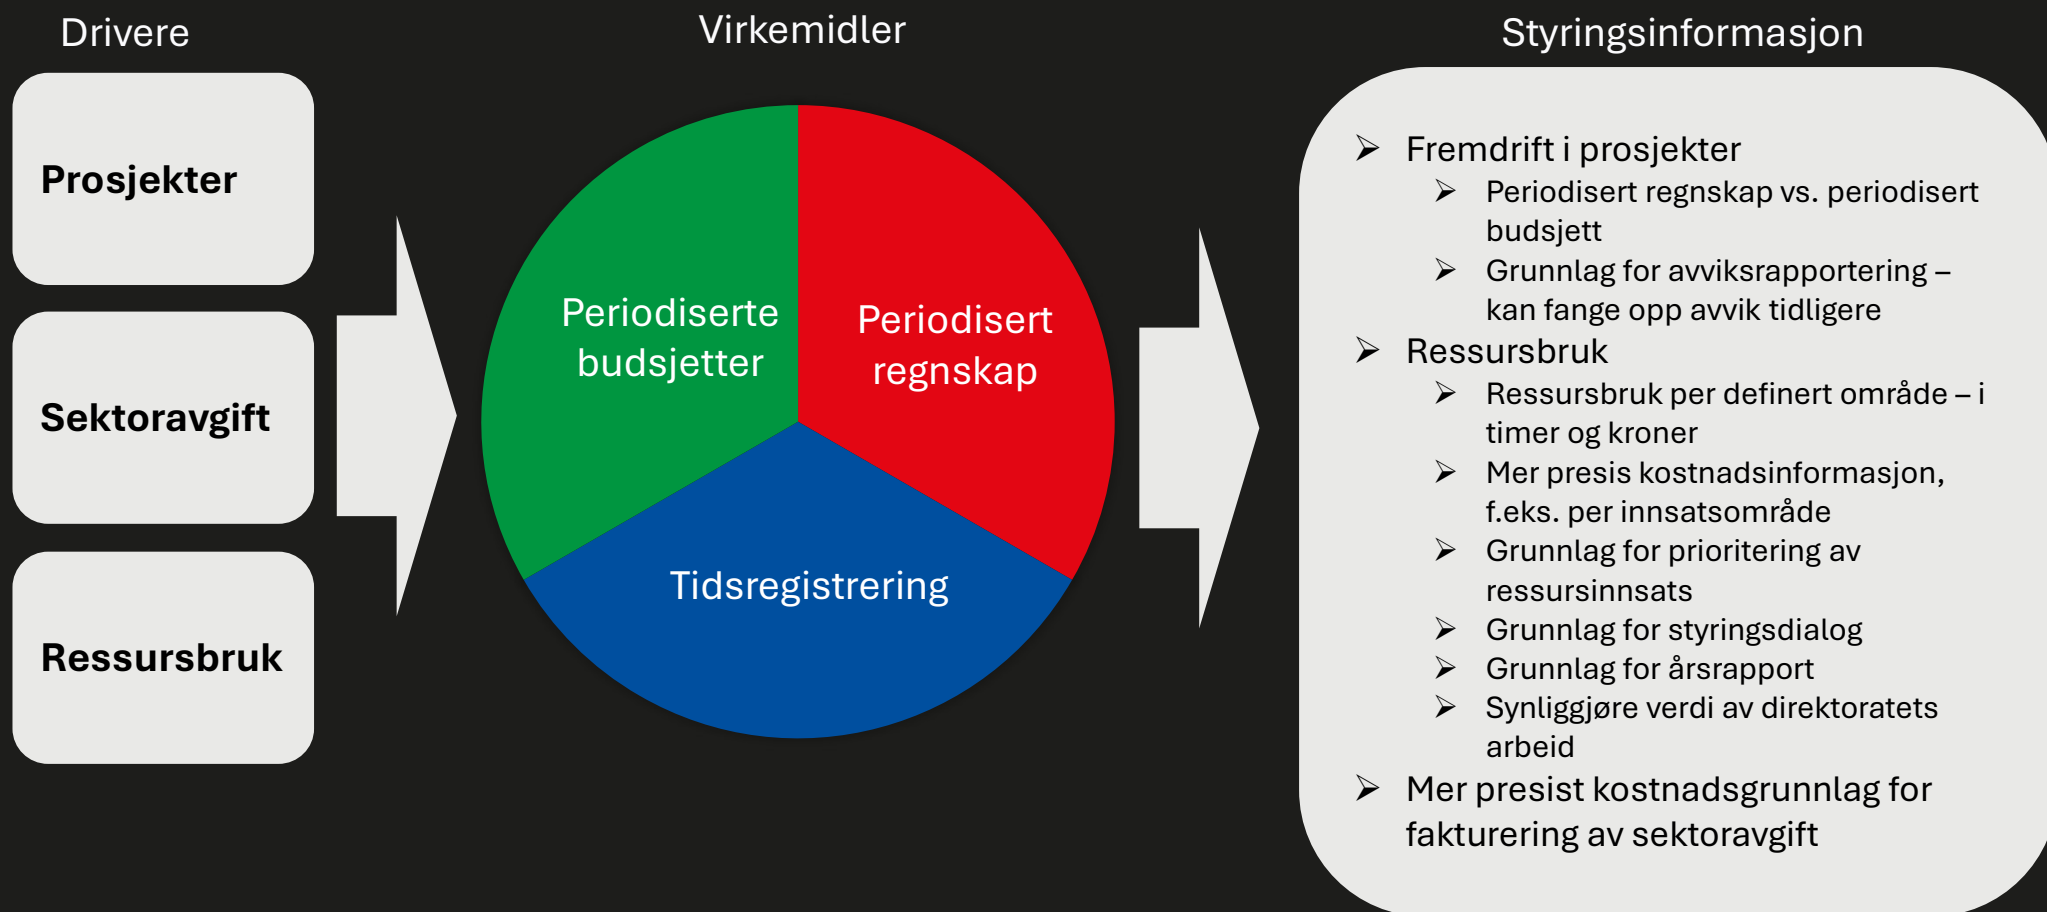 Drivere
Prosjekter
Sektoravgift
Ressursbruk
Virkemidler
Periodiserte
budsjetter
Periodisert
regnskap
Tidsregistrering
Styringsinformasjon
➢ Fremdrift i prosjekter
➢ Periodisert regnskap vs. periodisert
budsjett
➢ Grunnlag for avviksrapportering –
kan fange opp avvik tidligere
➢ Ressursbruk
➢ Ressursbruk per definert område – i
timer og kroner
➢ Mer presis kostnadsinformasjon,
f.eks. per innsatsområde
➢ Grunnlag for prioritering av
ressursinnsats
➢ Grunnlag for styringsdialog
➢ Grunnlag for årsrapport
➢ Synliggjøre verdi av direktoratets
arbeid
➢ Mer presist kostnadsgrunnlag for
fakturering av sektoravgift